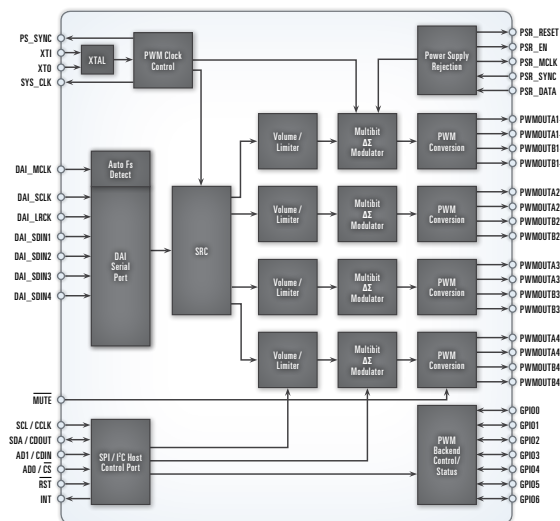 PS_SYNC
XTI
XTO
SYS_CLK
XTAL
PWM Clock
Control
Power Supply
Rejection
PSR_RESET
PSR_EN
PSR_MCLK
PSR_SYNC
PSR_DATA
DAI_MCLK
DAI_SCLK
DAI_LRCK
DAI_SDIN1
DAI_SDIN2
DAI_SDIN3
DAI_SDIN4
Auto Fs
Detect
DAI
Serial
Port
SRC
Volume /
Limiter
Multibit
ΔΣ
Modulator
PWM
Conversion
PWMOUTA1
PWMOUTA1
PWMOUTB1
PWMOUTB1
Volume /
Limiter
Multibit
ΔΣ
Modulator
PWM
Conversion
PWMOUTA2
PWMOUTA2
PWMOUTB2
PWMOUTB2
Volume /
Limiter
Multibit
ΔΣ
Modulator
PWM
Conversion
PWMOUTA3
PWMOUTA3
PWMOUTB3
PWMOUTB3
Volume /
Limiter
Multibit
ΔΣ
Modulator
PWM
Conversion
PWMOUTA4
PWMOUTA4
PWMOUTB4
PWMOUTB4
MUTE
SCL / CCLK
SDA / CDOUT
AD1 / CDIN
AD0 / CS
RST
INT
SPI / I²C Host
Control Port
PWM
Backend
Control/
Status
GPIO0
GPIO1
GPIO2
GPIO3
GPIO4
GPIO5
GPIO6